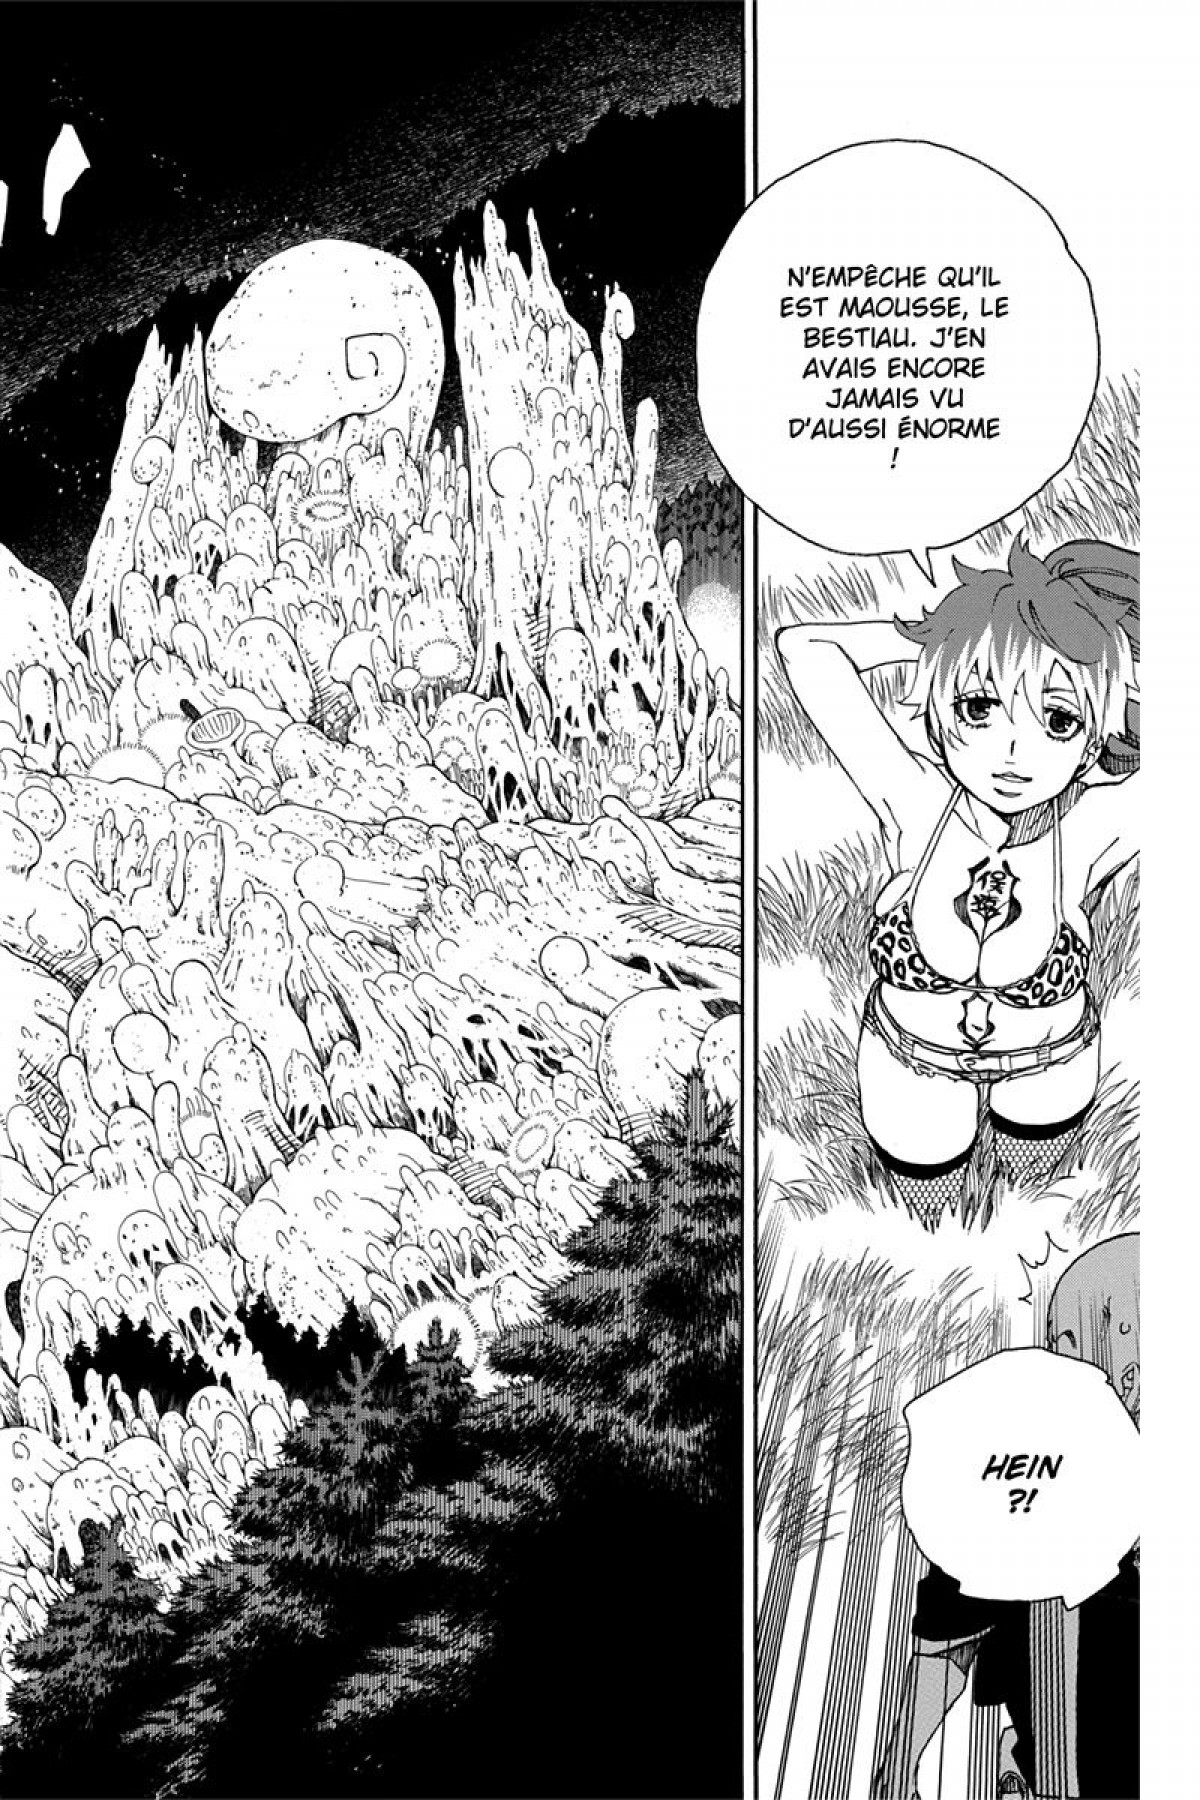 N'EMPÊCHE QU'IL
EST MAOUSSE, LE
BESTIAU. J'EN
AVAIS ENCORE
JAMAIS VU
D'AUSSI ÉNORME
!
HEIN
?!